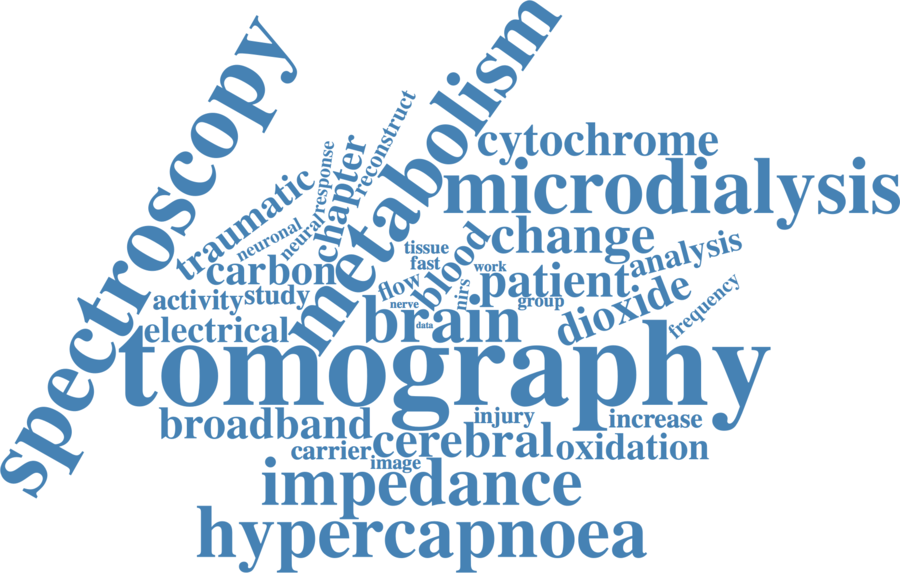 spectroscopy
metabolism
reconstruct
cytochrome
response
chapter
microdialysis
traumatic
neuronal
neural
change
tissue
blood
analysis
carbon
fast
work
patient
activity
study
flow
nirs
group
dioxide
frequency
nerve
brain
data
electrical
tomography
broadband
injury
increase
carrier
cerebral
oxidation
image
impedance
hypercapnoea